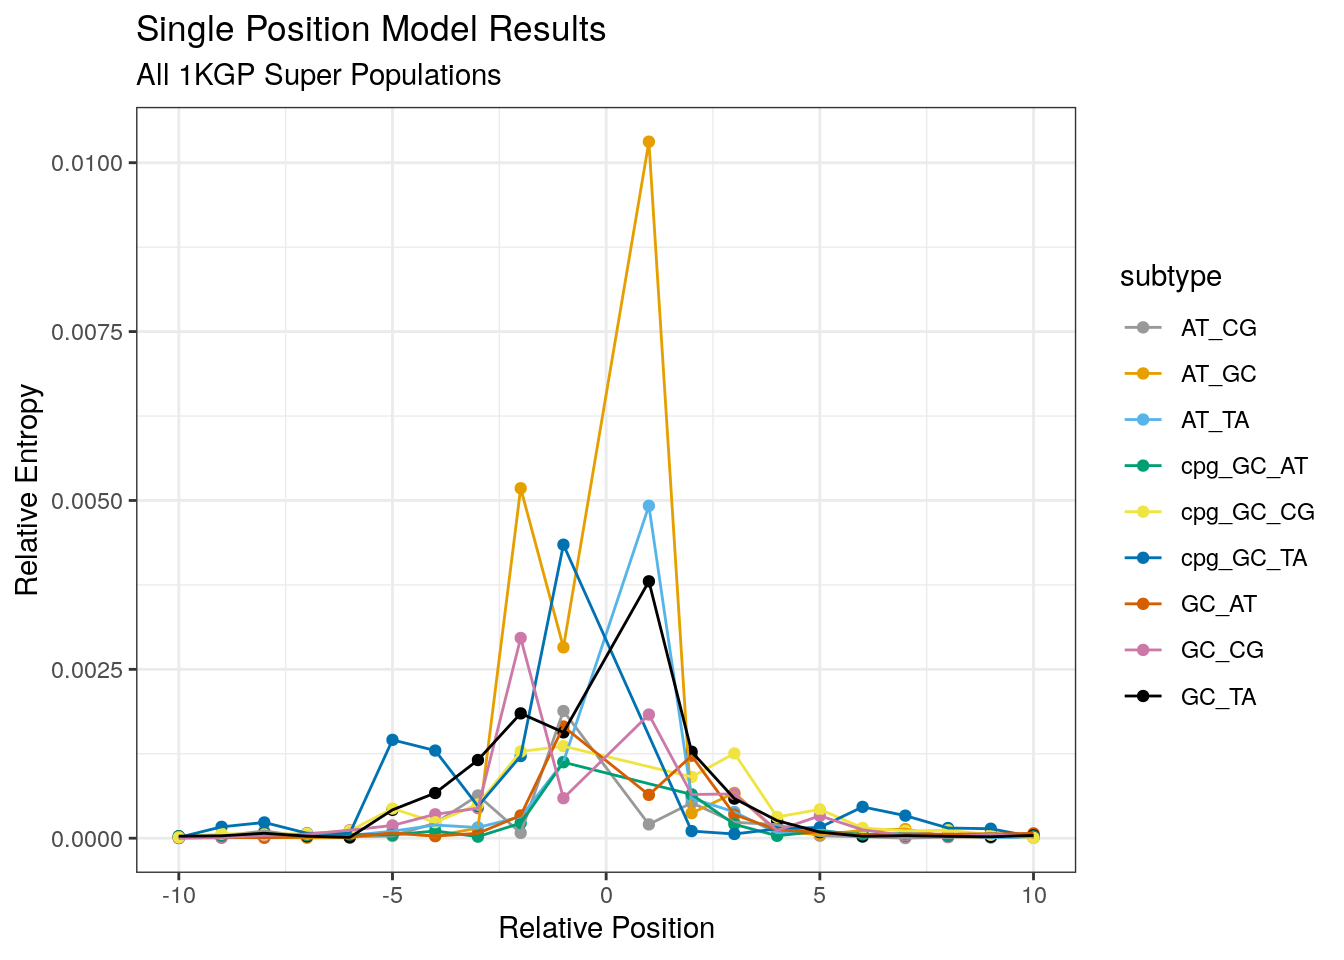 Single Position Model Results
All 1KGP Super Populations
Relative Entropy
0.0100
0.0075
0.0050
0.0025
0.0000
-10
-5
0
5
10
Relative Position
subtype
AT_CG
AT_GC
AT_TA
cpg_GC_AT
cpg_GC_CG
cpg_GC_TA
GC_AT
GC_CG
GC_TA